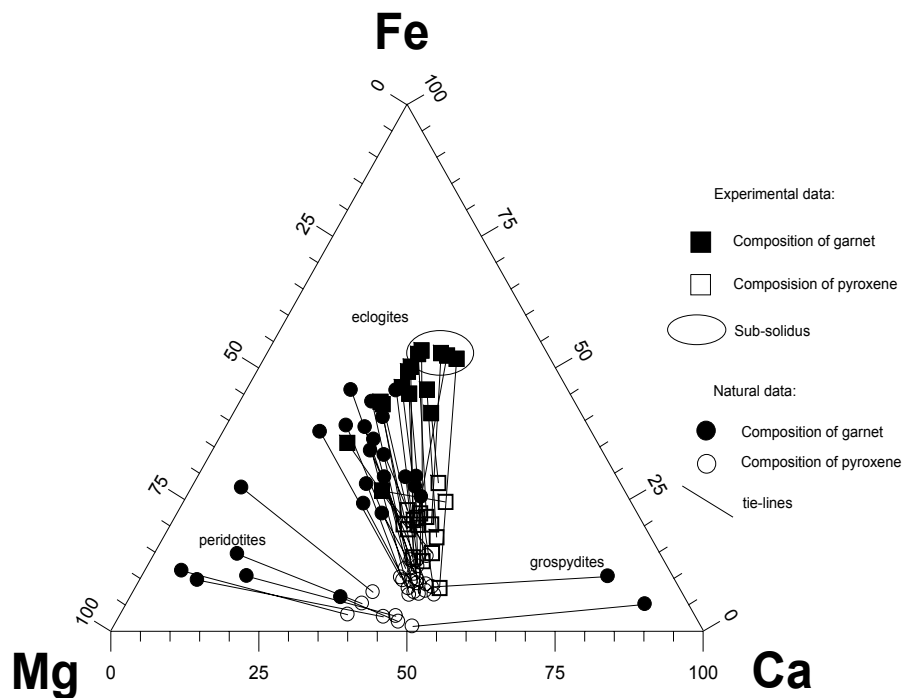 Fe
0
100
25
75
Experimental data:
Composition of garnet
Composision of pyroxene
eclogites
Sub-solidus
50
50
Natural data:
Composition of garnet
Composition of pyroxene
75
25
tie-lines
peridotites
grospydites
100
0
Mg
0
25
50
75
100
Ca